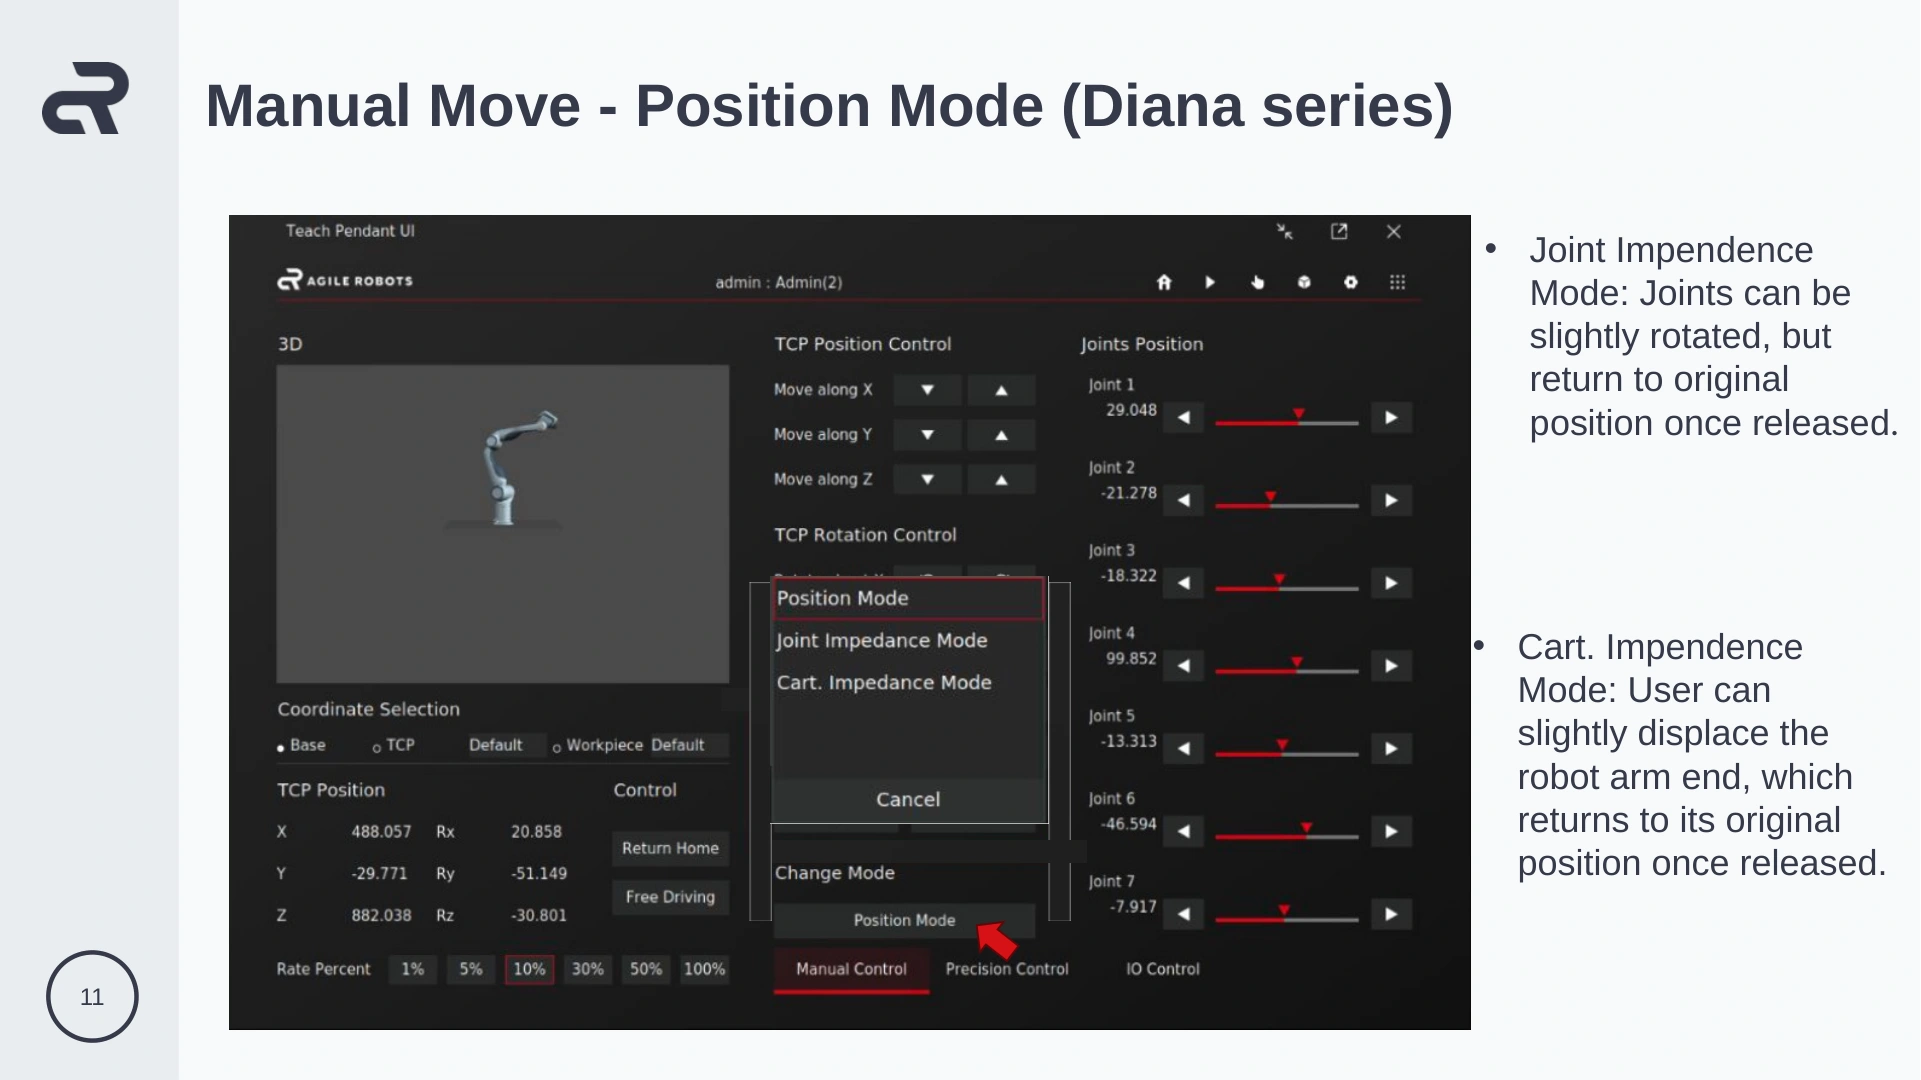 Manual Move - Position Mode (Diana series)
Teach Pendant UI
AGILE ROBOTS
admin : Admin(2)
3D
TCP Position Control
Move along X
Move along Y
Move along Z
TCP Rotation Control
Position Mode
Joint Impedance Mode
Cart. Impedance Mode
Cancel
Change Mode
Position Mode
Joints Position
Joint 1
29.048
Joint 2
-21.278
Joint 3
-18.322
Joint 4
99.852
Joint 5
-13.313
Joint 6
-46.594
Joint 7
-7.917
Coordinate Selection
Base TCP Default Workpiece Default
TCP Position Control
X 488.057 Rx 20.858
Y -29.771 Ry -51.149
Z 882.038 Rz -30.801
Return Home
Free Driving
Rate Percent 1% 5% 10% 30% 50% 100%
Manual Control Precision Control IO Control
• Joint Impendence
Mode: Joints can be
slightly rotated, but
return to original
position once released.
• Cart. Impendence
Mode: User can
slightly displace the
robot arm end, which
returns to its original
position once released.
11